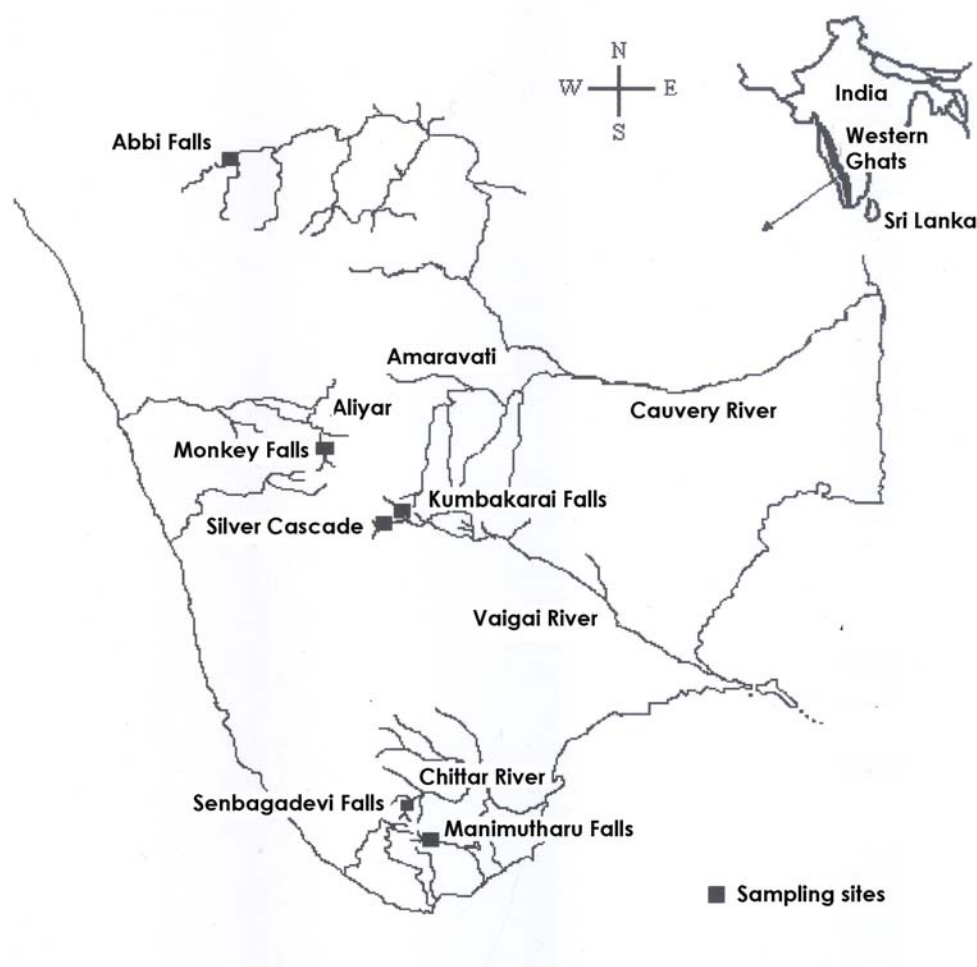 N
W E
S
India
Western
Ghats
Sri Lanka
Abbi Falls
Amaravati
Aliyar
Cauvery River
Monkey Falls
Kumbakarai Falls
Silver Cascade
Vaigai River
Chittar River
Senbagadevi Falls
Manimutharu Falls
Sampling sites